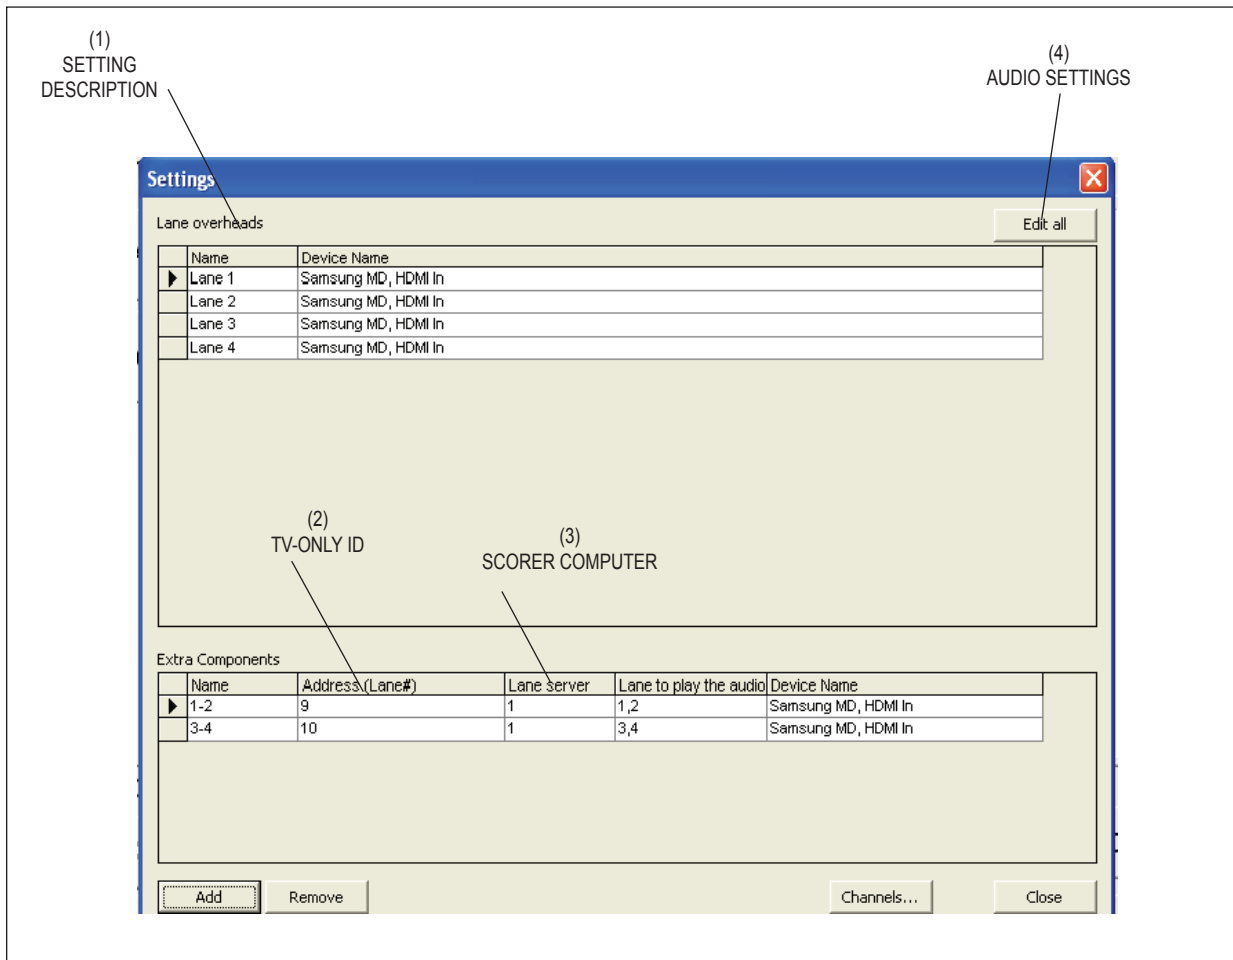 (1)
SETTING
DESCRIPTION
(4)
AUDIO SETTINGS
Settings
Lane overheads
Edit all
Name Device Name
Lane 1 Samsung MD, HDMI In
Lane 2 Samsung MD, HDMI In
Lane 3 Samsung MD, HDMI In
Lane 4 Samsung MD, HDMI In
(2)
TV-ONLY ID
(3)
SCORER COMPUTER
Extra Components
Name Address (Lane#) Lane server Lane to play the audio Device Name
1-2 9 1 1,2 Samsung MD, HDMI In
3-4 10 1 3,4 Samsung MD, HDMI In
Add Remove Channels... Close